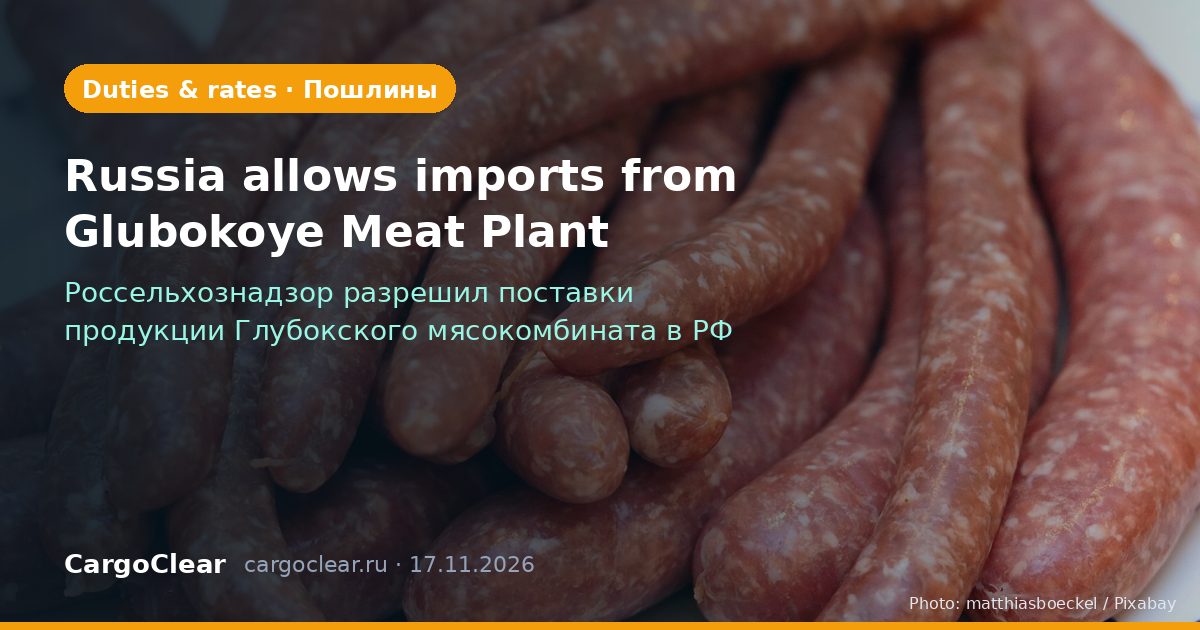 Duties & rates · Пошлины
Russia allows imports from
Glubokoye Meat Plant
Россельхознадзор разрешил поставки
продукции Глубокского мясокомбината в РФ
CargoClear cargoclear.ru · 17.11.2026
Photo: matthiasboeckel / Pixabay